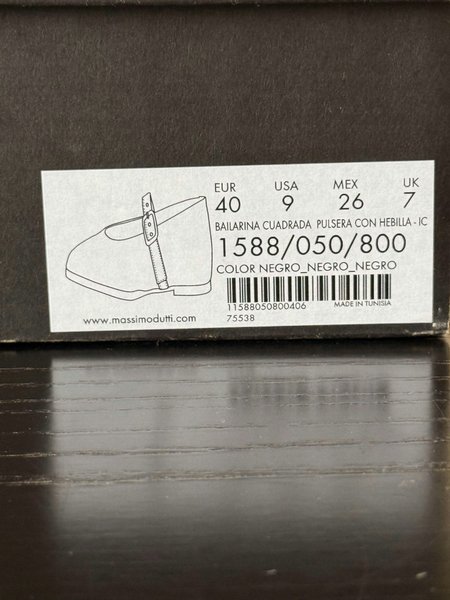 EUR USA MEX UK
40 9 26 7
BAILARINA CUADRADA PULSERA CON HEBILLA - IC
1588/050/800
COLOR NEGRO_NEGRO_NEGRO
11588050800406 MADE IN TUNISIA
www.massimodutti.com 75538